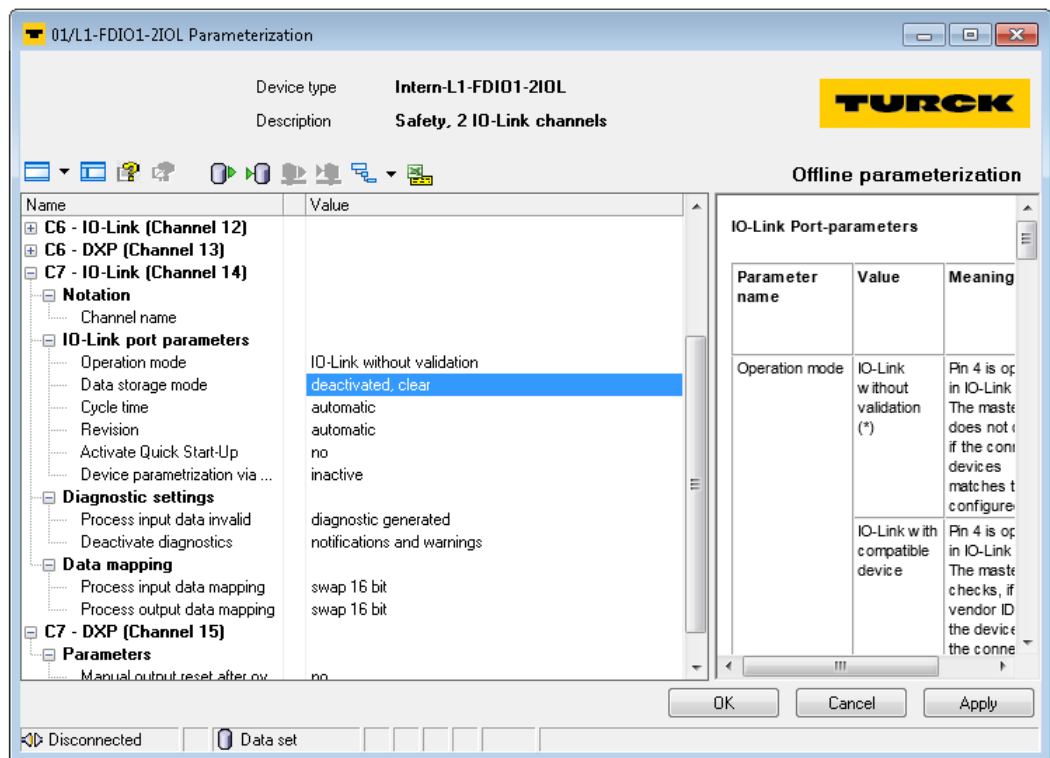 01/L1-FDIO1-2IOL Parameterization
Device type Intern-L1-FDIO1-2IOL
Description Safety, 2 IO-Link channels
TURCK
Offline parameterization
Name Value
C6 - IO-Link (Channel 12)
C6 - DXP (Channel 13)
C7 - IO-Link (Channel 14)
Notation
Channel name
IO-Link port parameters
Operation mode IO-Link without validation
Data storage mode deactivated, clear
Cycle time automatic
Revision automatic
Activate Quick Start-Up no
Device parametrization via ... inactive
Diagnostic settings
Process input data invalid diagnostic generated
Deactivate diagnostics notifications and warnings
Data mapping
Process input data mapping swap 16 bit
Process output data mapping swap 16 bit
C7 - DXP (Channel 15)
Parameters
Manual output reset after ov no
IO-Link Port-parameters
Parameter Value Meaning
name
Operation mode IO-Link Pin 4 is op
without in IO-Link
validation The maste
(*) does not
if the conn
devices
matches t
configure
IO-Link with Pin 4 is op
compatible in IO-Link
device The maste
checks, if
vendor ID
the device
the conne
OK Cancel Apply
Disconnected Data set